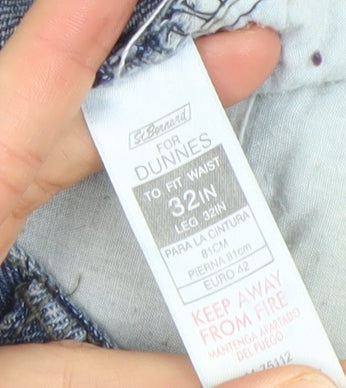 St. Bernard
FOR
DUNNES
TO FIT WAIST
32IN
LEG 32IN
PARA LA CINTURA
81CM
PIERNA 81cm
EURO 42
KEEP AWAY
FROM FIRE
MANTENGA APARTADO
DEL FUEGO
75112